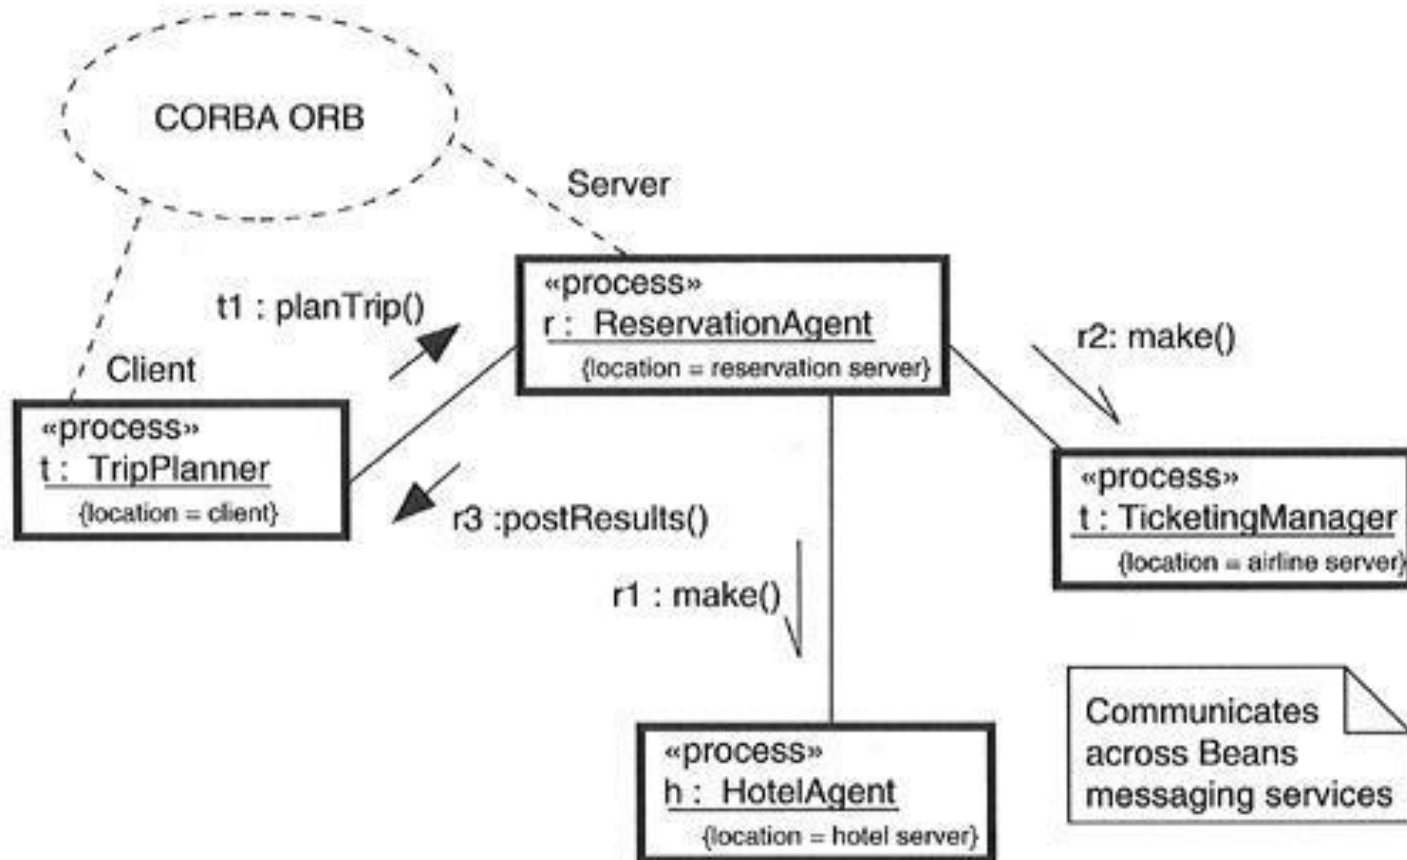 CORBA ORB
Server
«process»
r : ReservationAgent
{location = reservation server}
t1 : planTrip()
r2: make()
Client
«process»
t : TripPlanner
{location = client}
«process»
t : TicketingManager
{location = airline server}
r3 :postResults()
r1 : make()
Communicates
across Beans
messaging services
«process»
h : HotelAgent
{location = hotel server}